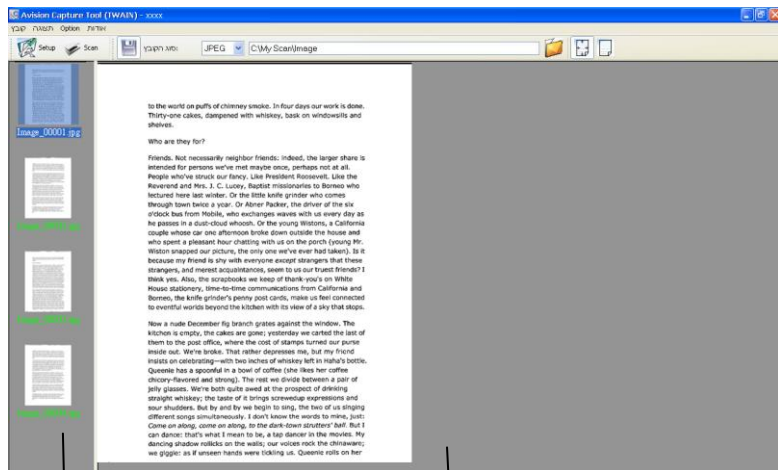 Avision Capture Tool (TWAIN) - xxxx
קובץ תצוגה Option אודות
Setup Scan סוג הקובץ: JPEG C:\My Scan\Image
Image_00001.jpg
to the world on puffs of chimney smoke. In four days our work is done.
Thirty-one cakes, dampened with whiskey, bask on windowsills and
shelves.
Who are they for?
Friends. Not necessarily neighbor friends: indeed, the larger share is
intended for persons we've met maybe once, perhaps not at all.
People who've struck our fancy. Like President Roosevelt. Like the
Reverend and Mrs. J. C. Lucey, Baptist missionaries to Borneo who
lectured here last winter. Or the little knife grinder who comes
through town twice a year. Or Abner Packer, the driver of the six
o'clock bus from Mobile, who exchanges waves with us every day as
he passes in a dust-cloud whoosh. Or the young Wistons, a California
couple whose car one afternoon broke down outside the house and
who spent a pleasant hour chatting with us on the porch (young Mr.
Wiston snapped our picture, the only one we've ever had taken). Is it
because my friend is shy with everyone except strangers that these
strangers, and merest acquaintances, seem to us our truest friends? I
think yes. Also, the scrapbooks we keep of thank-you's on White
House stationery, time-to-time communications from California and
Borneo, the knife grinder's penny post cards, make us feel connected
to eventful worlds beyond the kitchen with its view of a sky that stops.
Now a nude December fig branch grates against the window. The
kitchen is empty, the cakes are gone; yesterday we carted the last of
them to the post office, where the cost of stamps turned our purse
inside out. We're broke. That rather depresses me, but my friend
insists on celebrating—with two inches of whiskey left in Haha's bottle.
Queenie has a spoonful in a bowl of coffee (she likes her coffee
chicory-flavored and strong). The rest we divide between a pair of
jelly glasses. We're both quite awed at the prospect of drinking
straight whiskey; the taste of it brings screwedup expressions and
sour shudders. But by and by we begin to sing, the two of us singing
different songs simultaneously. I don't know the words to mine, just:
Come on along, come on along, to the dark-town strutters' ball. But I
can dance: that's what I mean to be, a tap dancer in the movies. My
dancing shadow rollicks on the walls; our voices rock the chinaware;
we giggle: as if unseen hands were tickling us. Queenie rolls on her